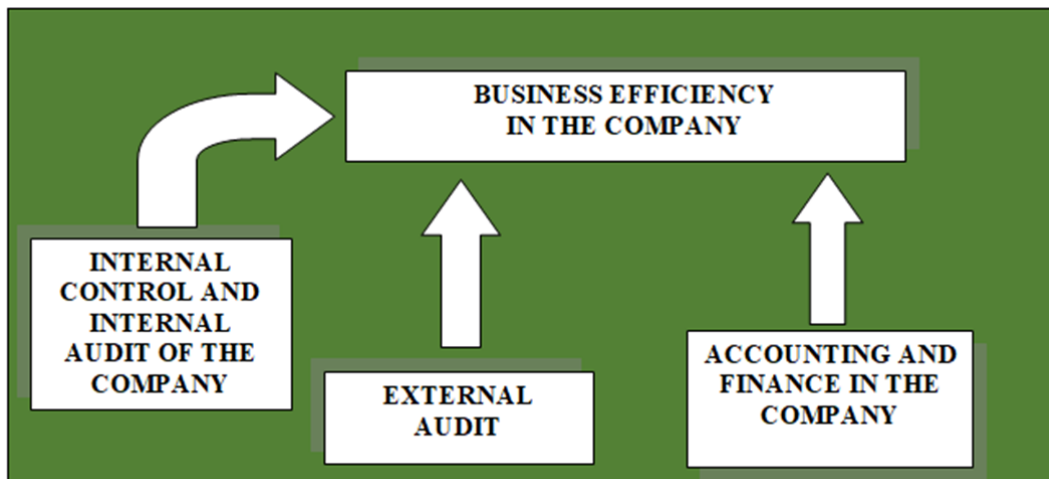 BUSINESS EFFICIENCY
IN THE COMPANY
INTERNAL
CONTROL AND
INTERNAL
AUDIT OF THE
COMPANY
EXTERNAL
AUDIT
ACCOUNTING AND
FINANCE IN THE
COMPANY